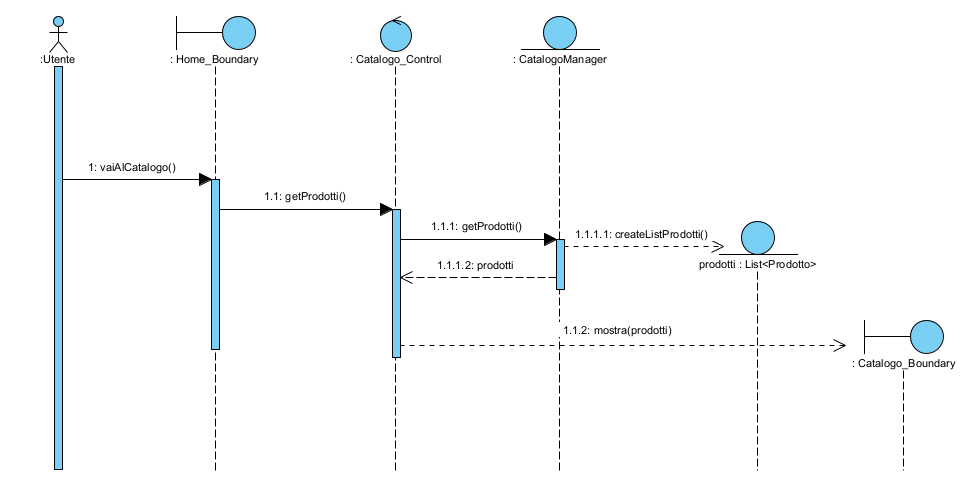 :Utente
: Home_Boundary
: Catalogo_Control
: CatalogoManager
1: vaiAlCatalogo()
1.1: getProdotti()
1.1.1: getProdotti()
1.1.1.1: createListProdotti()
prodotti : List<Prodotto>
1.1.1.2: prodotti
1.1.2: mostra(prodotti)
: Catalogo_Boundary